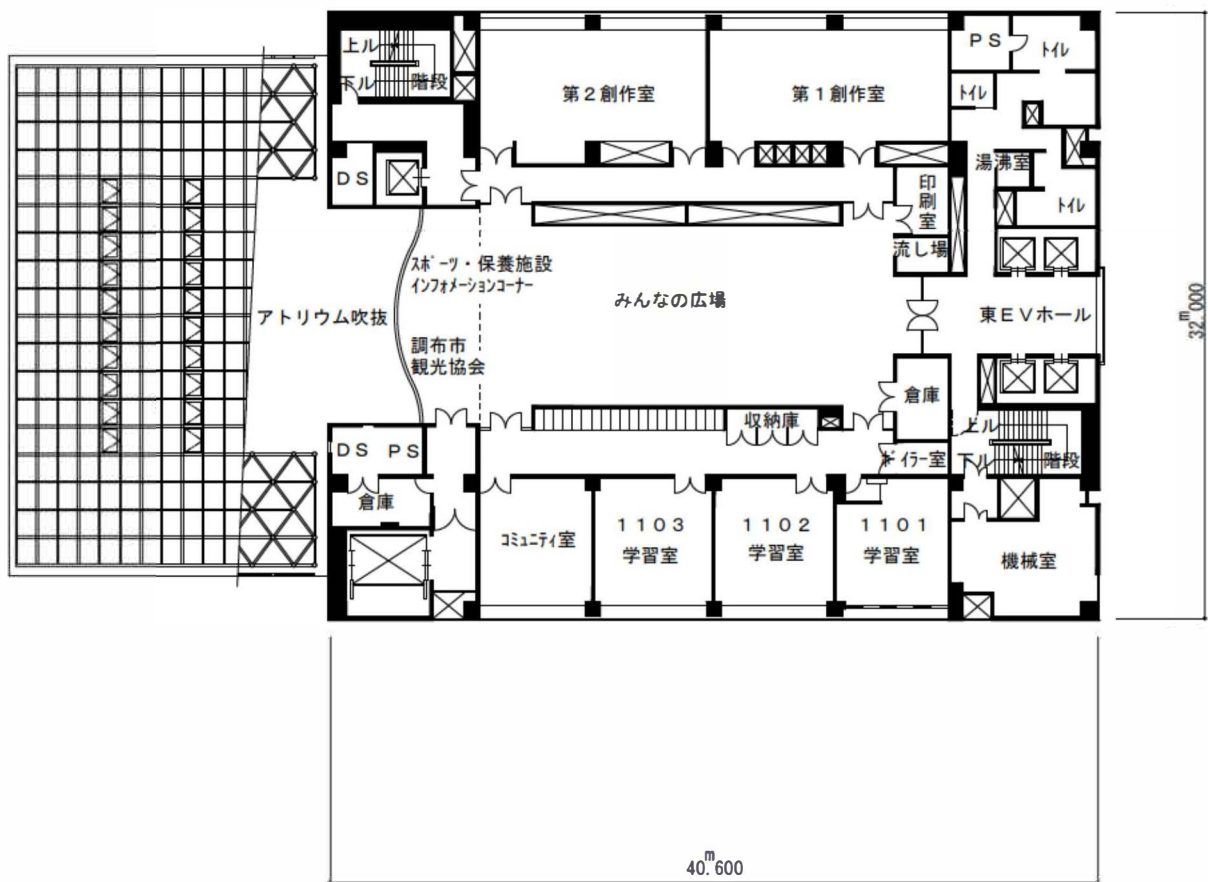 上ル
下ル
階段
第2創作室
第1創作室
PS
トイレ
トイレ
湯沸室
トイレ
DS
印刷室
流し場
スポーツ・保養施設
インフォメーションコーナー
みんなの広場
アトリウム吹抜
東EVホール
調布市
観光協会
倉庫
収納庫
上ル
下ル
階段
ボイラー室
DS PS
倉庫
コミュニティ室
1103
学習室
1102
学習室
1101
学習室
機械室
32.000m
40.600m